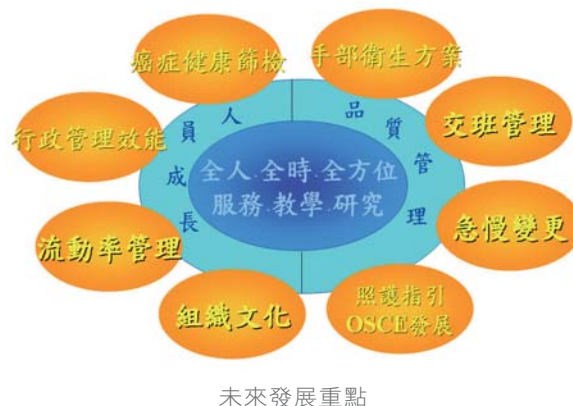 癌症健康篩檢
手部衛生方案
行政管理效能
人員成長
品質管理
交班管理
全人.全時.全方位
服務.教學.研究
流動率管理
急慢變更
組織文化
照護指引
OSCE發展
未來發展重點